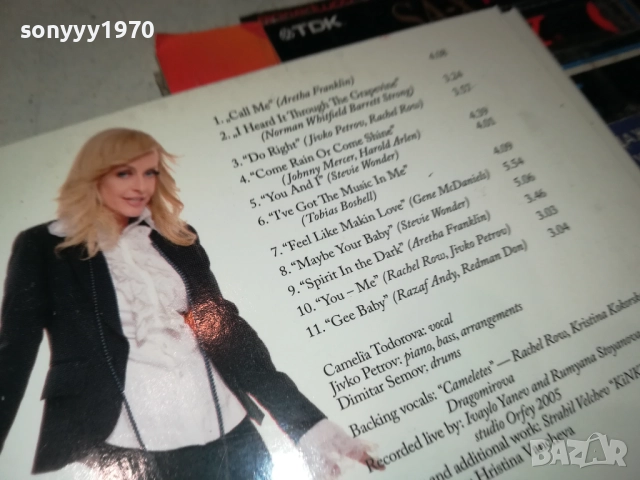 sonyyy1970
TDK
SA-X
1. „Call Me" (Aretha Franklin) 4.08
2. „I Heard It Through The Grapevine" 3.24
(Norman Whitfield Barrett Strong) 5.57
3. "Do Right" (Jivko Petrov, Rachel Row)
4. "Come Rain Or Come Shine" 4.39
(Johnny Mercer, Harold Arlen) 4.05
5. "You And I" (Stevie Wonder)
6. "I've Got The Music In Me" 4.09
(Tobias Boshell) 5.54
7. "Feel Like Makin Love" (Gene McDaniels) 5.06
8. "Maybe Your Baby" (Stevie Wonder) 3.46
9. "Spirit In the Dark" (Aretha Franklin) 3.03
10. "You – Me" (Rachel Row, Jivko Petrov) 3.04
11. "Gee Baby" (Razaf Andy, Redman Don)
Camelia Todorova: vocal
Jivko Petrov: piano, bass, arrangements
Dimitar Semov: drums
Backing vocals: "Cameletes" — Rachel Row, Kristina
Dragomirova
Recorded live by: Ivaylo Yanev and Rumyana Stoyanova
studio Orfey 2005
and additional work: Strahil Velchev "KINK"
Hristina
BAZAR